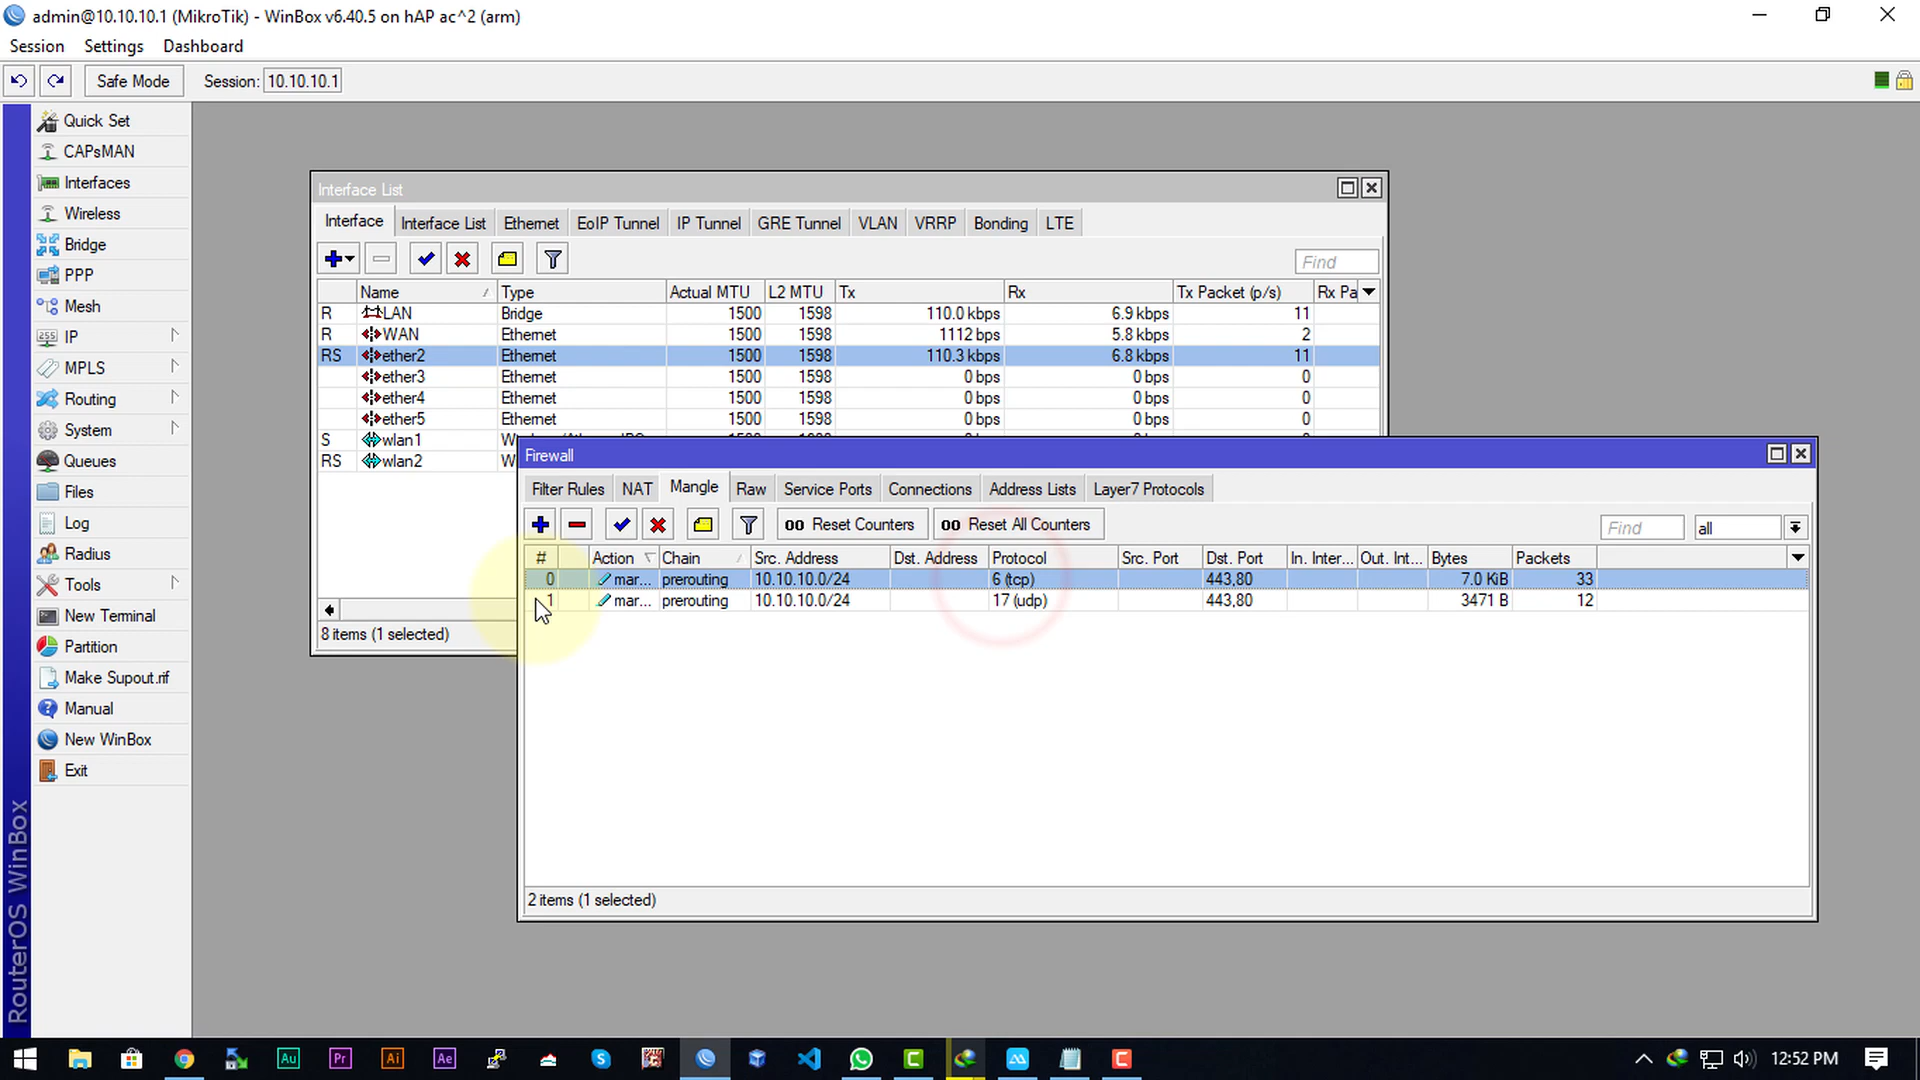 admin@10.10.10.1 (MikroTik) - WinBox v6.40.5 on hAP ac^2 (arm)
Session Settings Dashboard
Safe Mode Session: 10.10.10.1
Quick Set
CAPsMAN
Interfaces
Wireless
Bridge
PPP
Mesh
IP
MPLS
Routing
System
Queues
Files
Log
Radius
Tools
New Terminal
Partition
Make Supout.rif
Manual
New WinBox
Exit
RouterOS WinBox
Interface List
Interface Interface List Ethernet EoIP Tunnel IP Tunnel GRE Tunnel VLAN VRRP Bonding LTE
Find
Name Type Actual MTU L2 MTU Tx Rx Tx Packet (p/s) Rx Pa
R LAN Bridge 1500 1598 110.0 kbps 6.9 kbps 11
R WAN Ethernet 1500 1598 1112 bps 5.8 kbps 2
RS ether2 Ethernet 1500 1598 110.3 kbps 6.8 kbps 11
ether3 Ethernet 1500 1598 0 bps 0 bps 0
ether4 Ethernet 1500 1598 0 bps 0 bps 0
ether5 Ethernet 1500 1598 0 bps 0 bps 0
S wlan1
RS wlan2 W
8 items (1 selected)
Firewall
Filter Rules NAT Mangle Raw Service Ports Connections Address Lists Layer7 Protocols
00 Reset Counters 00 Reset All Counters Find all
# Action Chain Src. Address Dst. Address Protocol Src. Port Dst. Port In. Inter... Out. Int... Bytes Packets
0 mar... prerouting 10.10.10.0/24 6 (tcp) 443,80 7.0 KiB 33
1 mar... prerouting 10.10.10.0/24 17 (udp) 443,80 3471 B 12
2 items (1 selected)
Au Pr Ai Ae 12:52 PM